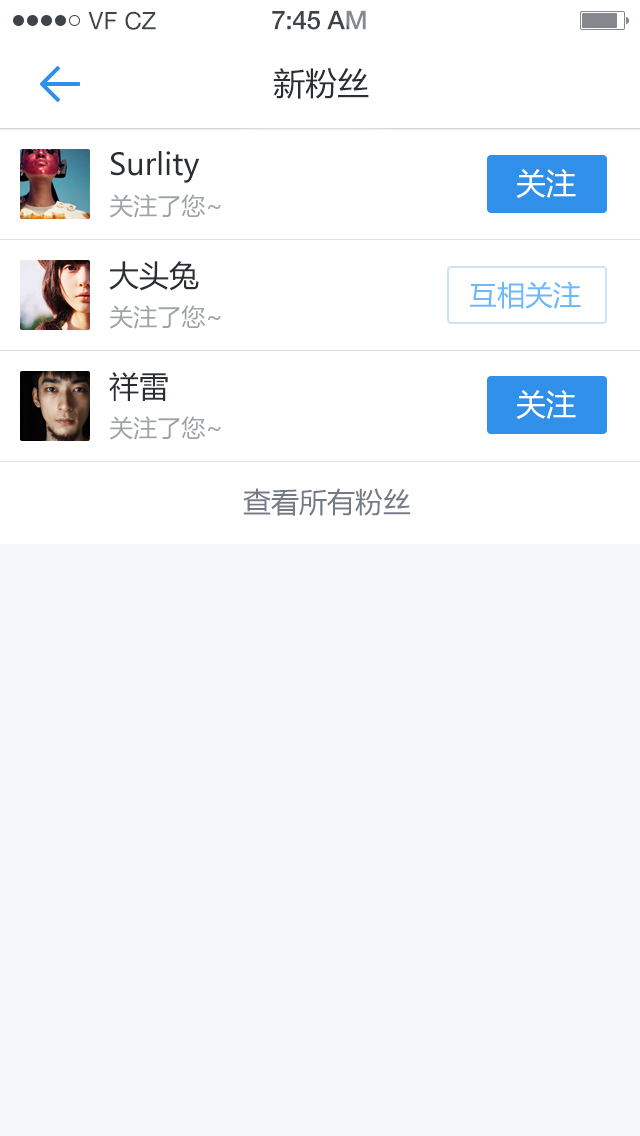 VF CZ 7:45 AM
新粉丝
Surlity
关注了您~
关注
大头兔
关注了您~
互相关注
祥雷
关注了您~
关注
查看所有粉丝